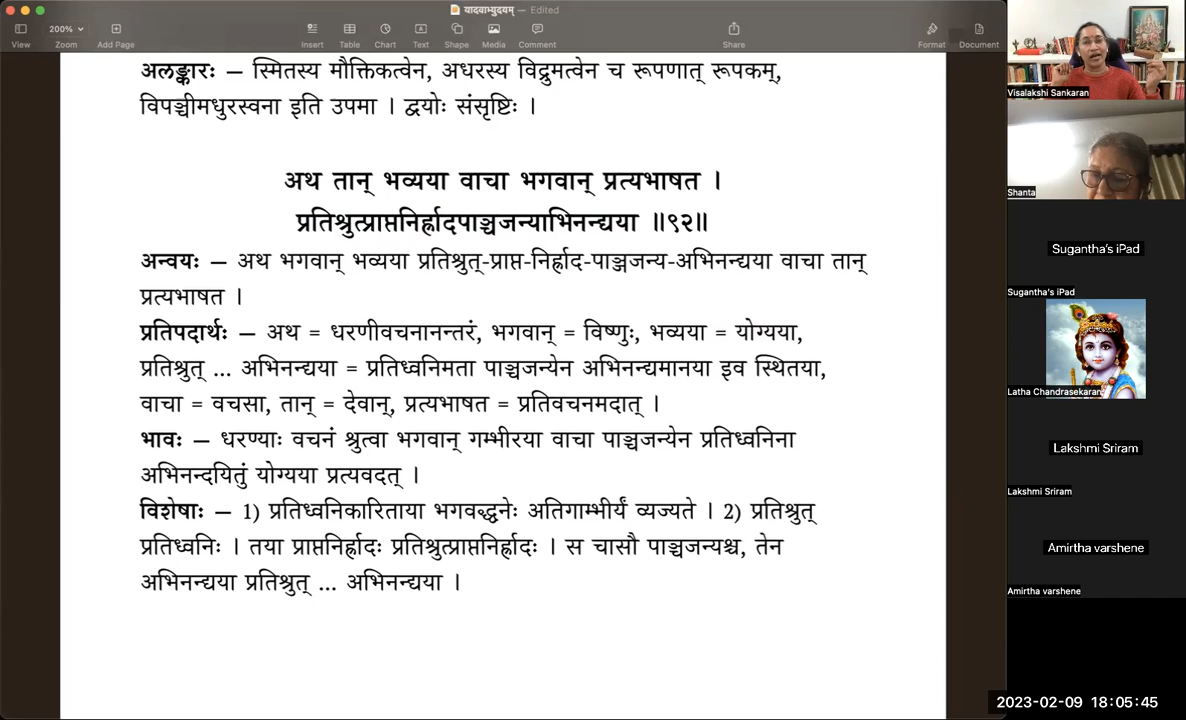 यादवाभ्युदयम् — Edited
View
200%
Zoom
Add Page
Insert
Table
Chart
Text
Shape
Media
Comment
Share
Format
Document
अलङ्कारः – स्मितस्य मौक्तिकत्वेन, अधरस्य विद्रुमत्वेन च रूपणात् रूपकम्,
विपञ्चीमधुरस्वना इति उपमा । द्वयोः संसृष्टिः ।
अथ तान् भव्यया वाचा भगवान् प्रत्यभाषत ।
प्रतिश्रुत्प्राप्तनिर्ह्रादपाञ्चजन्याभिनन्द्यया ॥९२॥
अन्वयः – अथ भगवान् भव्यया प्रतिश्रुत्-प्राप्त-निर्ह्राद-पाञ्चजन्य-अभिनन्द्यया वाचा तान्
प्रत्यभाषत ।
प्रतिपदार्थः – अथ = धरणीवचनानन्तरं, भगवान् = विष्णुः, भव्यया = योग्यया,
प्रतिश्रुत् ... अभिनन्द्यया = प्रतिध्वनिमता पाञ्चजन्येन अभिनन्द्यमानया इव स्थितया,
वाचा = वचसा, तान् = देवान्, प्रत्यभाषत = प्रतिवचनमदात् ।
भावः – धरण्याः वचनं श्रुत्वा भगवान् गम्भीरया वाचा पाञ्चजन्येन प्रतिध्वनिना
अभिनन्दयितुं योग्यया प्रत्यवदत् ।
विशेषाः – 1) प्रतिध्वनिकारिताया भगवद्ध्वनेः अतिगाम्भीर्यं व्यज्यते । 2) प्रतिश्रुत्
प्रतिध्वनिः । तया प्राप्तनिर्ह्रादः प्रतिश्रुत्प्राप्तनिर्ह्रादः । स चासौ पाञ्चजन्यश्च, तेन
अभिनन्द्यया प्रतिश्रुत् ... अभिनन्द्यया ।
Visalakshi Sankaran
Shanta
Sugantha's iPad
Sugantha's iPad
Latha Chandrasekaran
Lakshmi Sriram
Lakshmi Sriram
Amirtha varshene
Amirtha varshene
2023-02-09 18:05:45